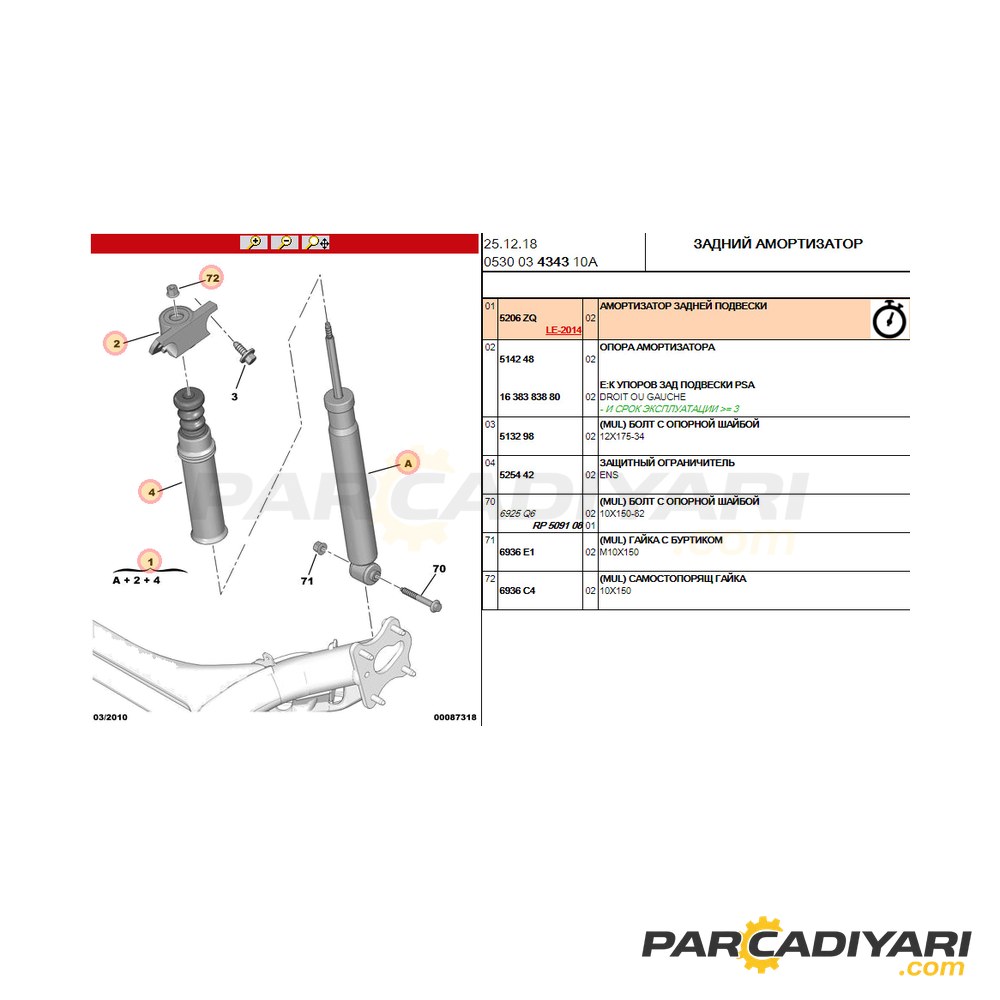 25.12.18
0530 03 4343 10A
ЗАДНИЙ АМОРТИЗАТОР
72
2
3
4
A
1
A + 2 + 4
71
70
03/2010
00087318
01 5206 ZQ 02 АМОРТИЗАТОР ЗАДНЕЙ ПОДВЕСКИ
LE-2014
02 ОПОРА АМОРТИЗАТОРА
5142 48 02
E:К УПОРОВ ЗАД ПОДВЕСКИ PSA
16 383 838 80 02 DROIT OU GAUCHE
- И СРОК ЭКСПЛУАТАЦИИ >= 3
03 (MUL) БОЛТ С ОПОРНОЙ ШАЙБОЙ
5132 98 02 12X175-34
04 ЗАЩИТНЫЙ ОГРАНИЧИТЕЛЬ
5254 42 02 ENS
70 (MUL) БОЛТ С ОПОРНОЙ ШАЙБОЙ
6925 Q6 02 10X150-82
RP 5091 08 01
71 (MUL) ГАЙКА С БУРТИКОМ
6936 E1 02 M10X150
72 (MUL) САМОСТОПОРЯЩ ГАЙКА
6936 C4 02 10X150
PARCADIYARI
.com
PARCADIYARI
.com